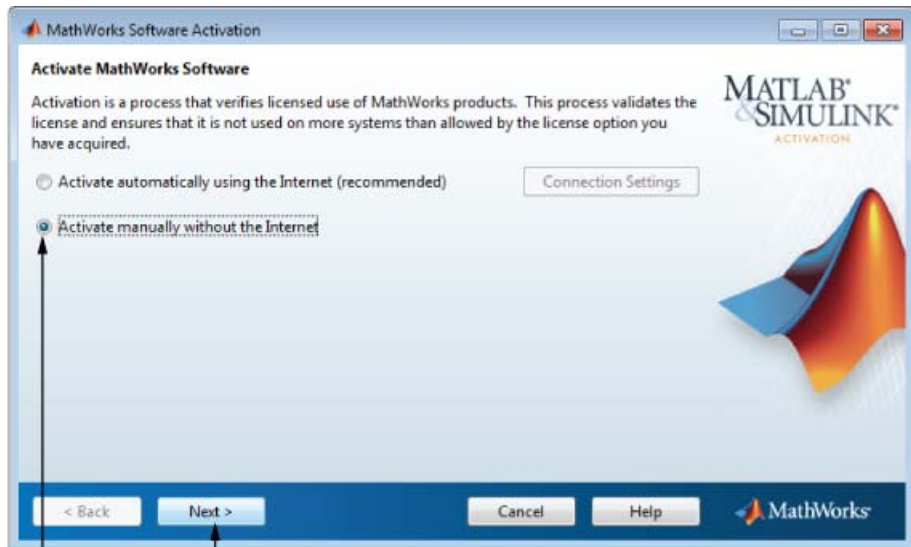 MathWorks Software Activation
Activate MathWorks Software
Activation is a process that verifies licensed use of MathWorks products. This process validates the
license and ensures that it is not used on more systems than allowed by the license option you
have acquired.
MATLAB®
&SIMULINK®
ACTIVATION
Activate automatically using the Internet (recommended)
Connection Settings
Activate manually without the Internet
< Back
Next >
Cancel
Help
MathWorks®